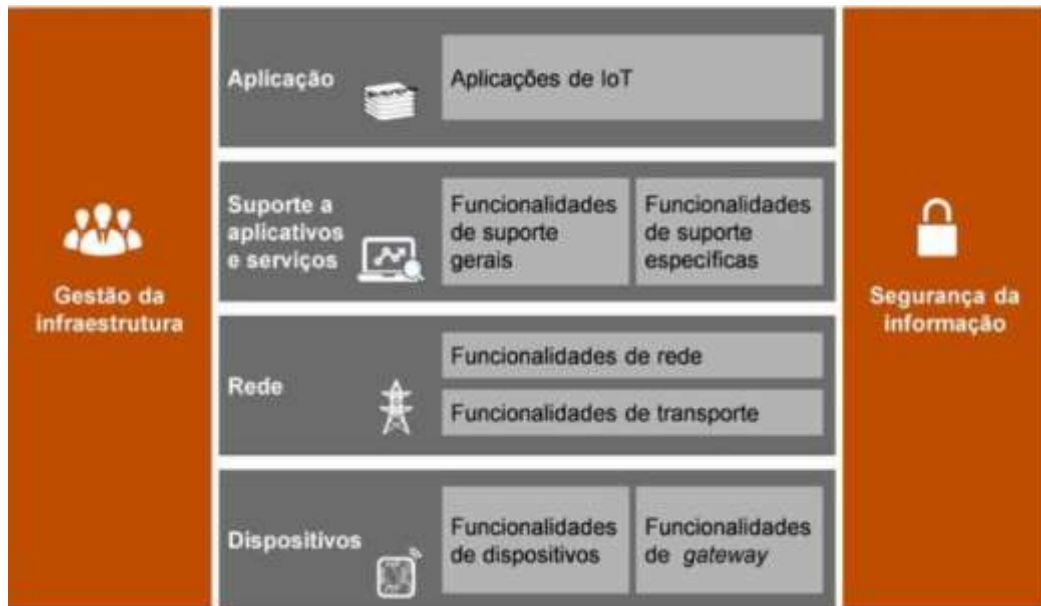 Gestão da
infraestrutura
Aplicação
Aplicações de IoT
Suporte a
aplicativos
e serviços
Funcionalidades
de suporte
gerais
Funcionalidades
de suporte
específicas
Rede
Funcionalidades de rede
Funcionalidades de transporte
Dispositivos
Funcionalidades
de dispositivos
Funcionalidades
de gateway
Segurança da
informação